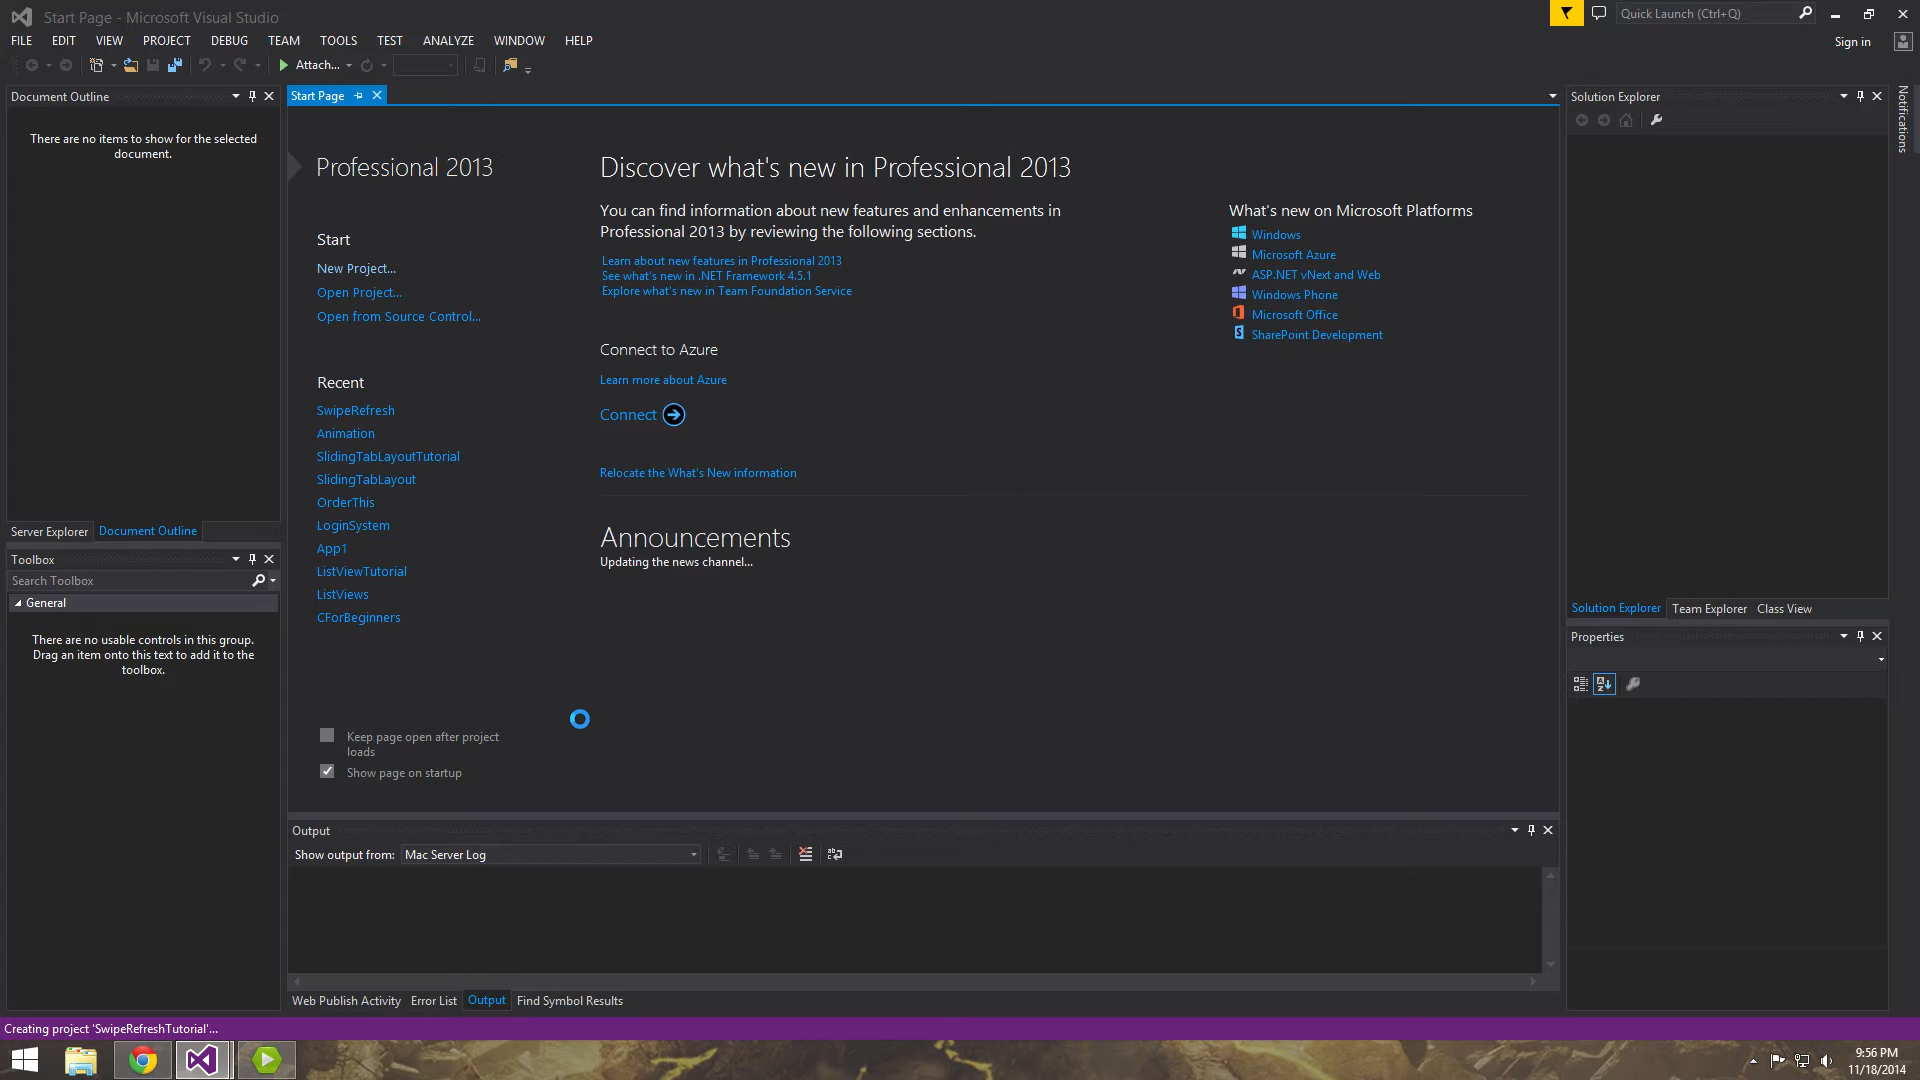 Start Page - Microsoft Visual Studio
Quick Launch (Ctrl+Q)
FILE EDIT VIEW PROJECT DEBUG TEAM TOOLS TEST ANALYZE WINDOW HELP
Sign in
Attach...
Document Outline
There are no items to show for the selected
document.
Server Explorer Document Outline
Toolbox
Search Toolbox
General
There are no usable controls in this group.
Drag an item onto this text to add it to the
toolbox.
Start Page
Professional 2013
Start
New Project...
Open Project...
Open from Source Control...
Recent
SwipeRefresh
Animation
SlidingTabLayoutTutorial
SlidingTabLayout
OrderThis
LoginSystem
App1
ListViewTutorial
ListViews
CForBeginners
Keep page open after project
loads
Show page on startup
Discover what's new in Professional 2013
You can find information about new features and enhancements in
Professional 2013 by reviewing the following sections.
Learn about new features in Professional 2013
See what's new in .NET Framework 4.5.1
Explore what's new in Team Foundation Service
Connect to Azure
Learn more about Azure
Connect
Relocate the What's New information
Announcements
Updating the news channel...
What's new on Microsoft Platforms
Windows
Microsoft Azure
ASP.NET vNext and Web
Windows Phone
Microsoft Office
SharePoint Development
Output
Show output from: Mac Server Log
Web Publish Activity Error List Output Find Symbol Results
Solution Explorer
Solution Explorer Team Explorer Class View
Properties
Notifications
Creating project 'SwipeRefreshTutorial'...
9:56 PM
11/18/2014